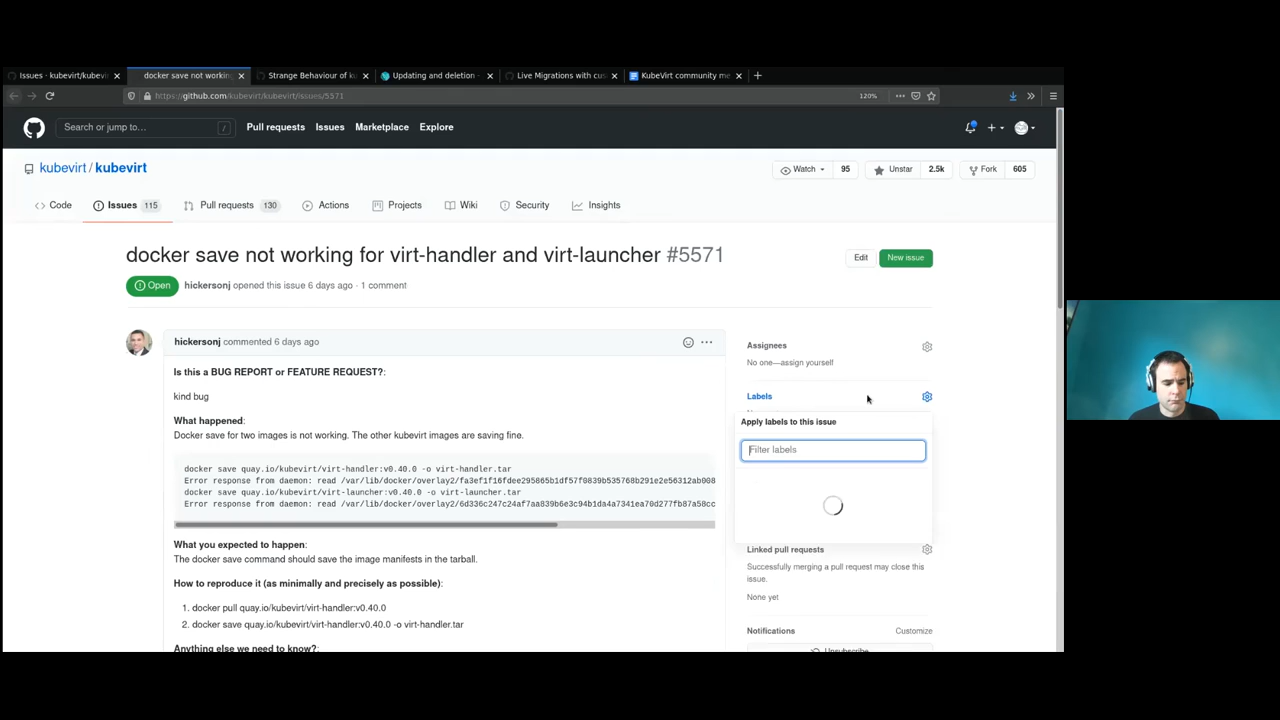 Issues · kubevirt/kubevi
docker save not working
Strange Behaviour of ku
Updating and deletion -
Live Migrations with cus
KubeVirt community me
https://github.com/kubevirt/kubevirt/issues/5571
120%
Search or jump to…
/
Pull requests
Issues
Marketplace
Explore
kubevirt / kubevirt
Watch
95
Unstar
2.5k
Fork
605
Code
Issues 115
Pull requests 130
Actions
Projects
Wiki
Security
Insights
docker save not working for virt-handler and virt-launcher #5571
Edit
New issue
Open
hickersonj opened this issue 6 days ago · 1 comment
hickersonj commented 6 days ago
Is this a BUG REPORT or FEATURE REQUEST?:
kind bug
What happened:
Docker save for two images is not working. The other kubevirt images are saving fine.
docker save quay.io/kubevirt/virt-handler:v0.40.0 -o virt-handler.tar
Error response from daemon: read /var/lib/docker/overlay2/fa3ef1f16fdee295865b1df57f0839b535768b291e2e56312ab008
docker save quay.io/kubevirt/virt-launcher:v0.40.0 -o virt-launcher.tar
Error response from daemon: read /var/lib/docker/overlay2/6d336c247c24af7aa839b6e3c94b1da4a7341ea70d277fb87a58cc
What you expected to happen:
The docker save command should save the image manifests in the tarball.
How to reproduce it (as minimally and precisely as possible):
1. docker pull quay.io/kubevirt/virt-handler:v0.40.0
2. docker save quay.io/kubevirt/virt-handler:v0.40.0 -o virt-handler.tar
Anything else we need to know?:
Assignees
No one—assign yourself
Labels
Apply labels to this issue
Filter labels
Linked pull requests
Successfully merging a pull request may close this
issue.
None yet
Notifications
Customize
Unsubscribe